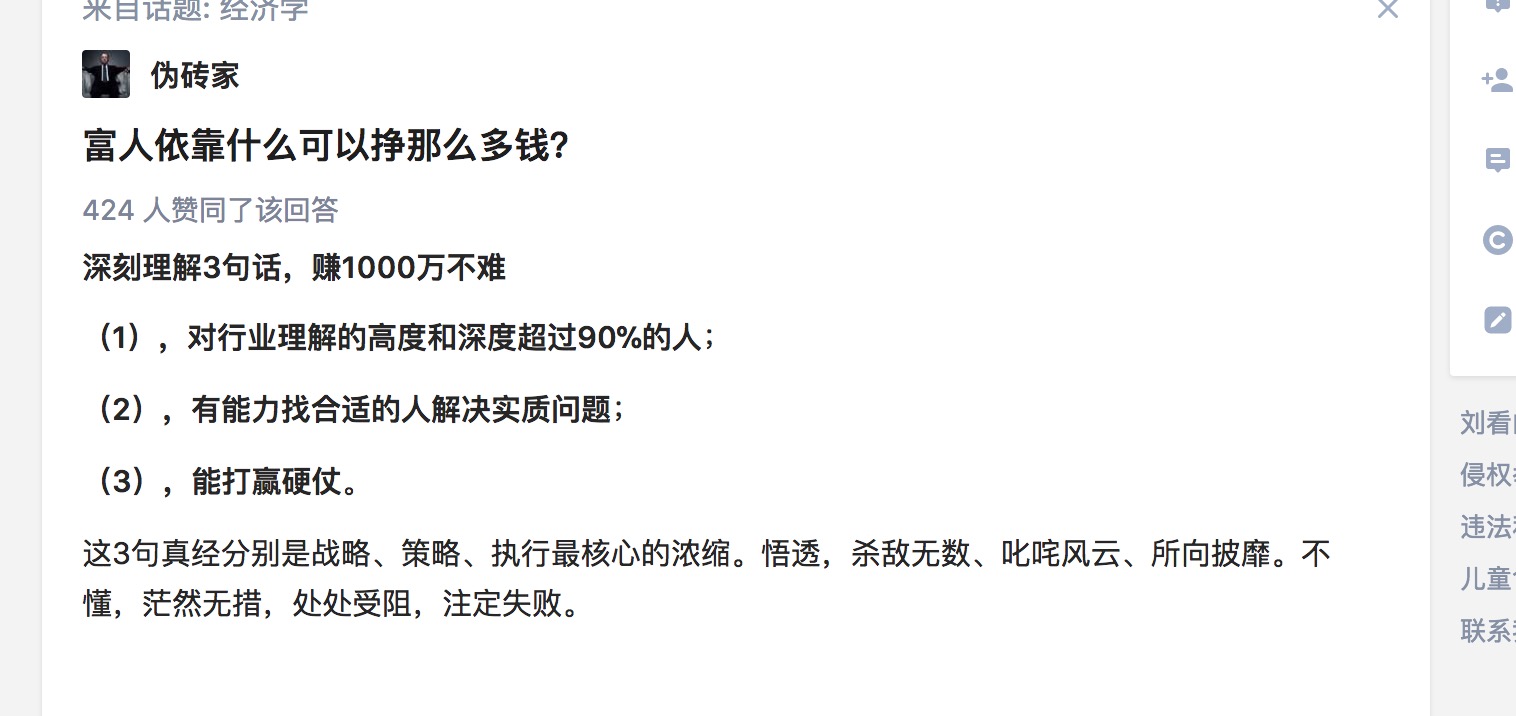 来自话题: 经济学
伪砖家
富人依靠什么可以挣那么多钱?
424 人赞同了该回答
深刻理解3句话，赚1000万不难
（1），对行业理解的高度和深度超过90%的人；
（2），有能力找合适的人解决实质问题；
（3），能打赢硬仗。
这3句真经分别是战略、策略、执行最核心的浓缩。悟透，杀敌无数、叱咤风云、所向披靡。不
懂，茫然无措，处处受阻，注定失败。
刘看
侵权
违法
儿童
联系